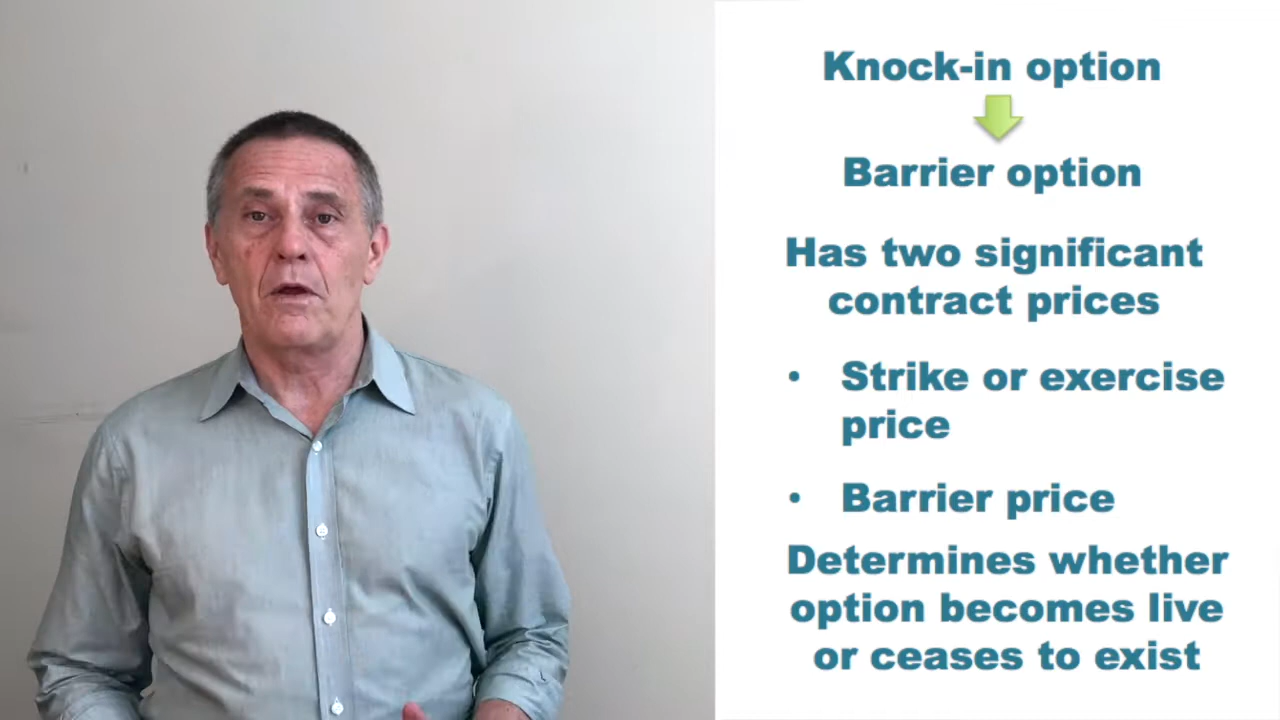 Knock-in option
Barrier option
Has two significant
contract prices
• Strike or exercise
price
• Barrier price
Determines whether
option becomes live
or ceases to exist